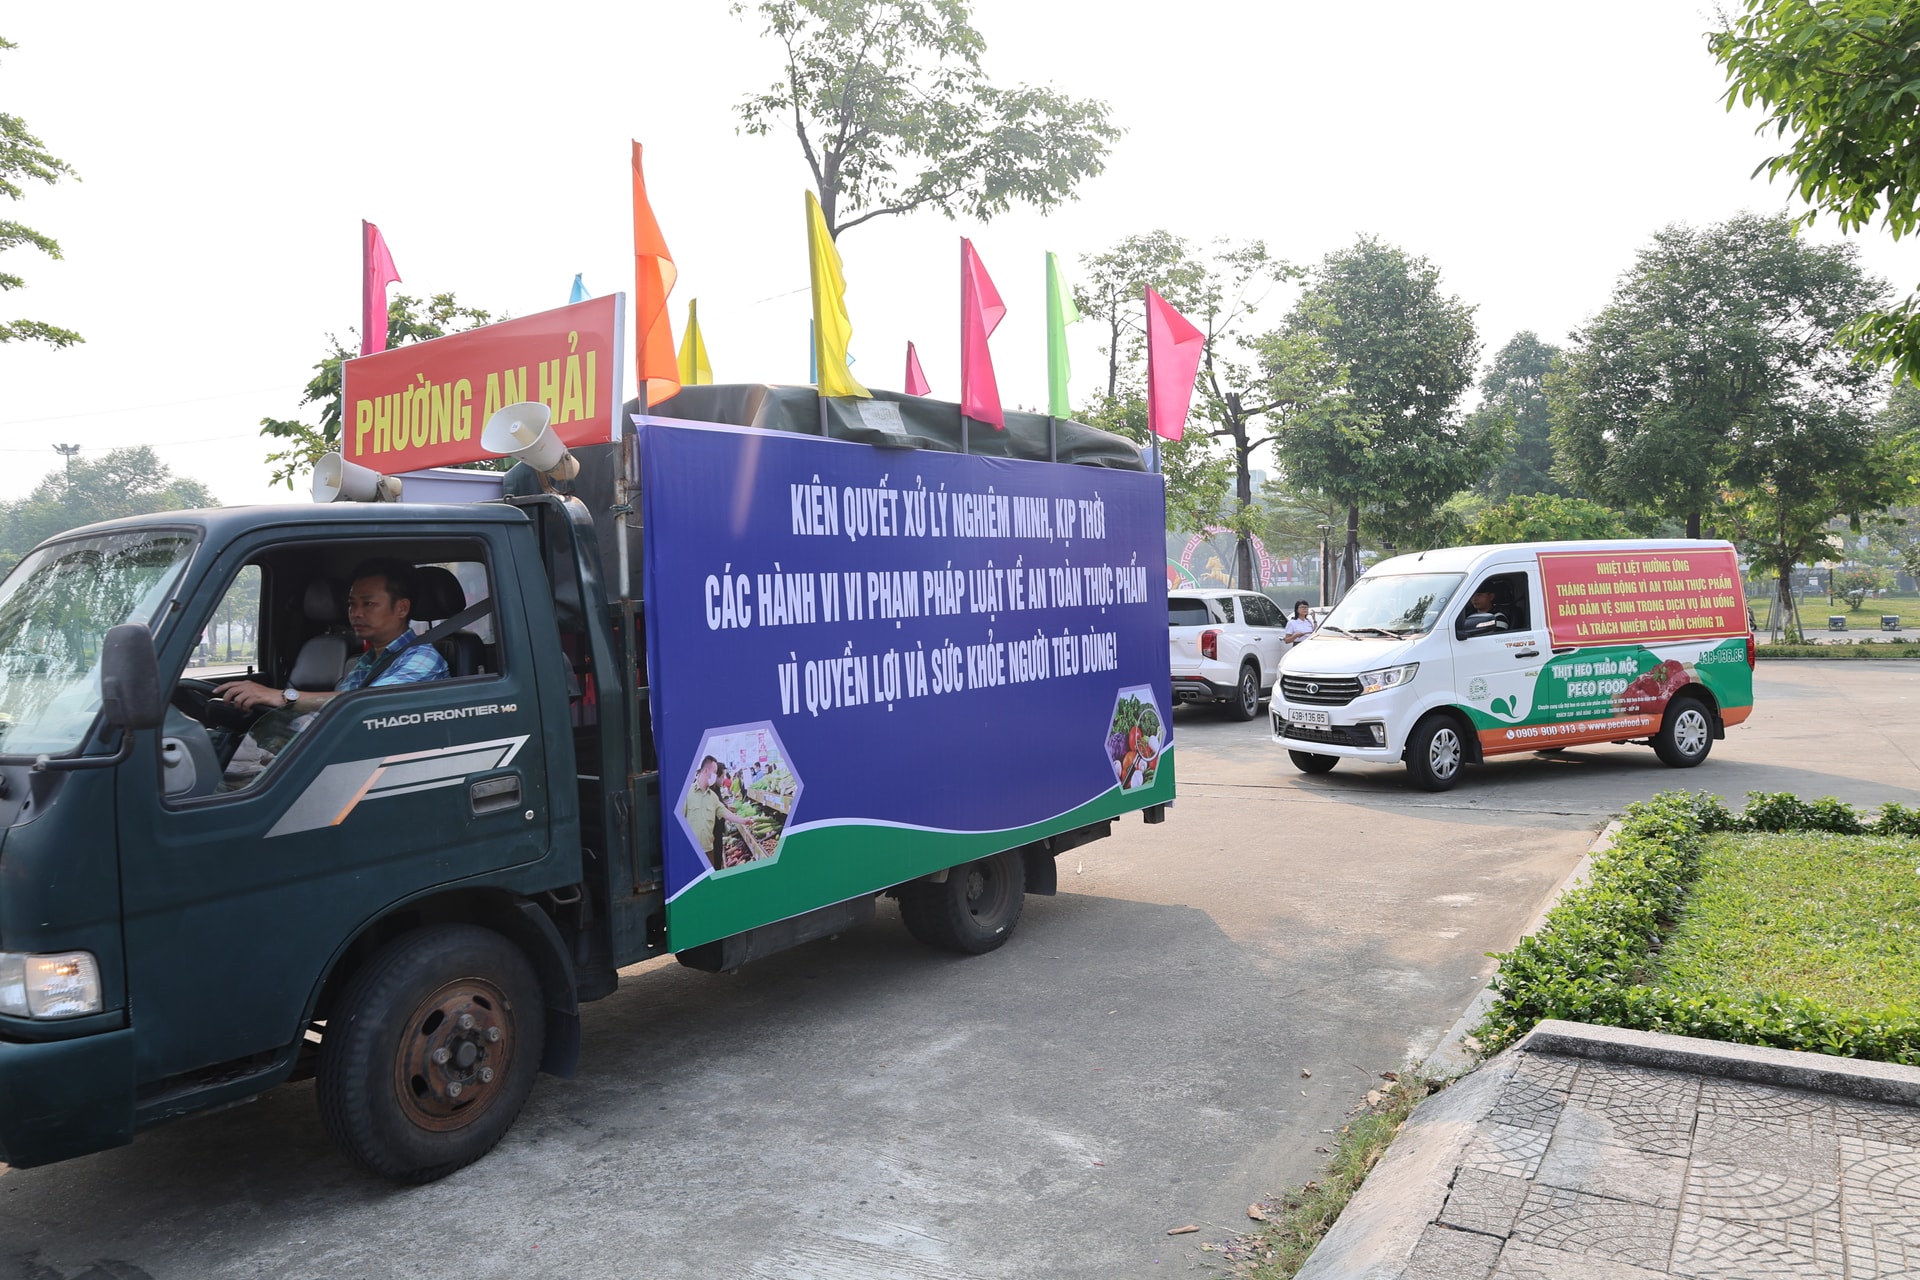 PHƯỜNG AN HẢI
KIÊN QUYẾT XỬ LÝ NGHIÊM MINH, KỊP THỜI
CÁC HÀNH VI VI PHẠM PHÁP LUẬT VỀ AN TOÀN THỰC PHẨM
VÌ QUYỀN LỢI VÀ SỨC KHỎE NGƯỜI TIÊU DÙNG!
THACO FRONTIER 140
NHIỆT LIỆT HƯỞNG ỨNG
THÁNG HÀNH ĐỘNG VÌ AN TOÀN THỰC PHẨM
BẢO ĐẢM VỆ SINH TRONG DỊCH VỤ ĂN UỐNG
LÀ TRÁCH NHIỆM CỦA MỖI CHÚNG TA
THỊT HEO THẢO MỘC
PECO FOOD
43B-136.85
0905 900 313 www.pecofood.vn
43B-136.85